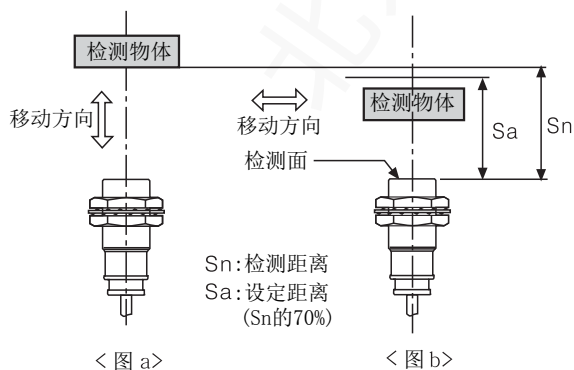 检测物体
移动方向
检测物体
移动方向
检测面
Sa
Sn
Sn:检测距离
Sa:设定距离
(Sn的70%)
<图 a>
<图b>